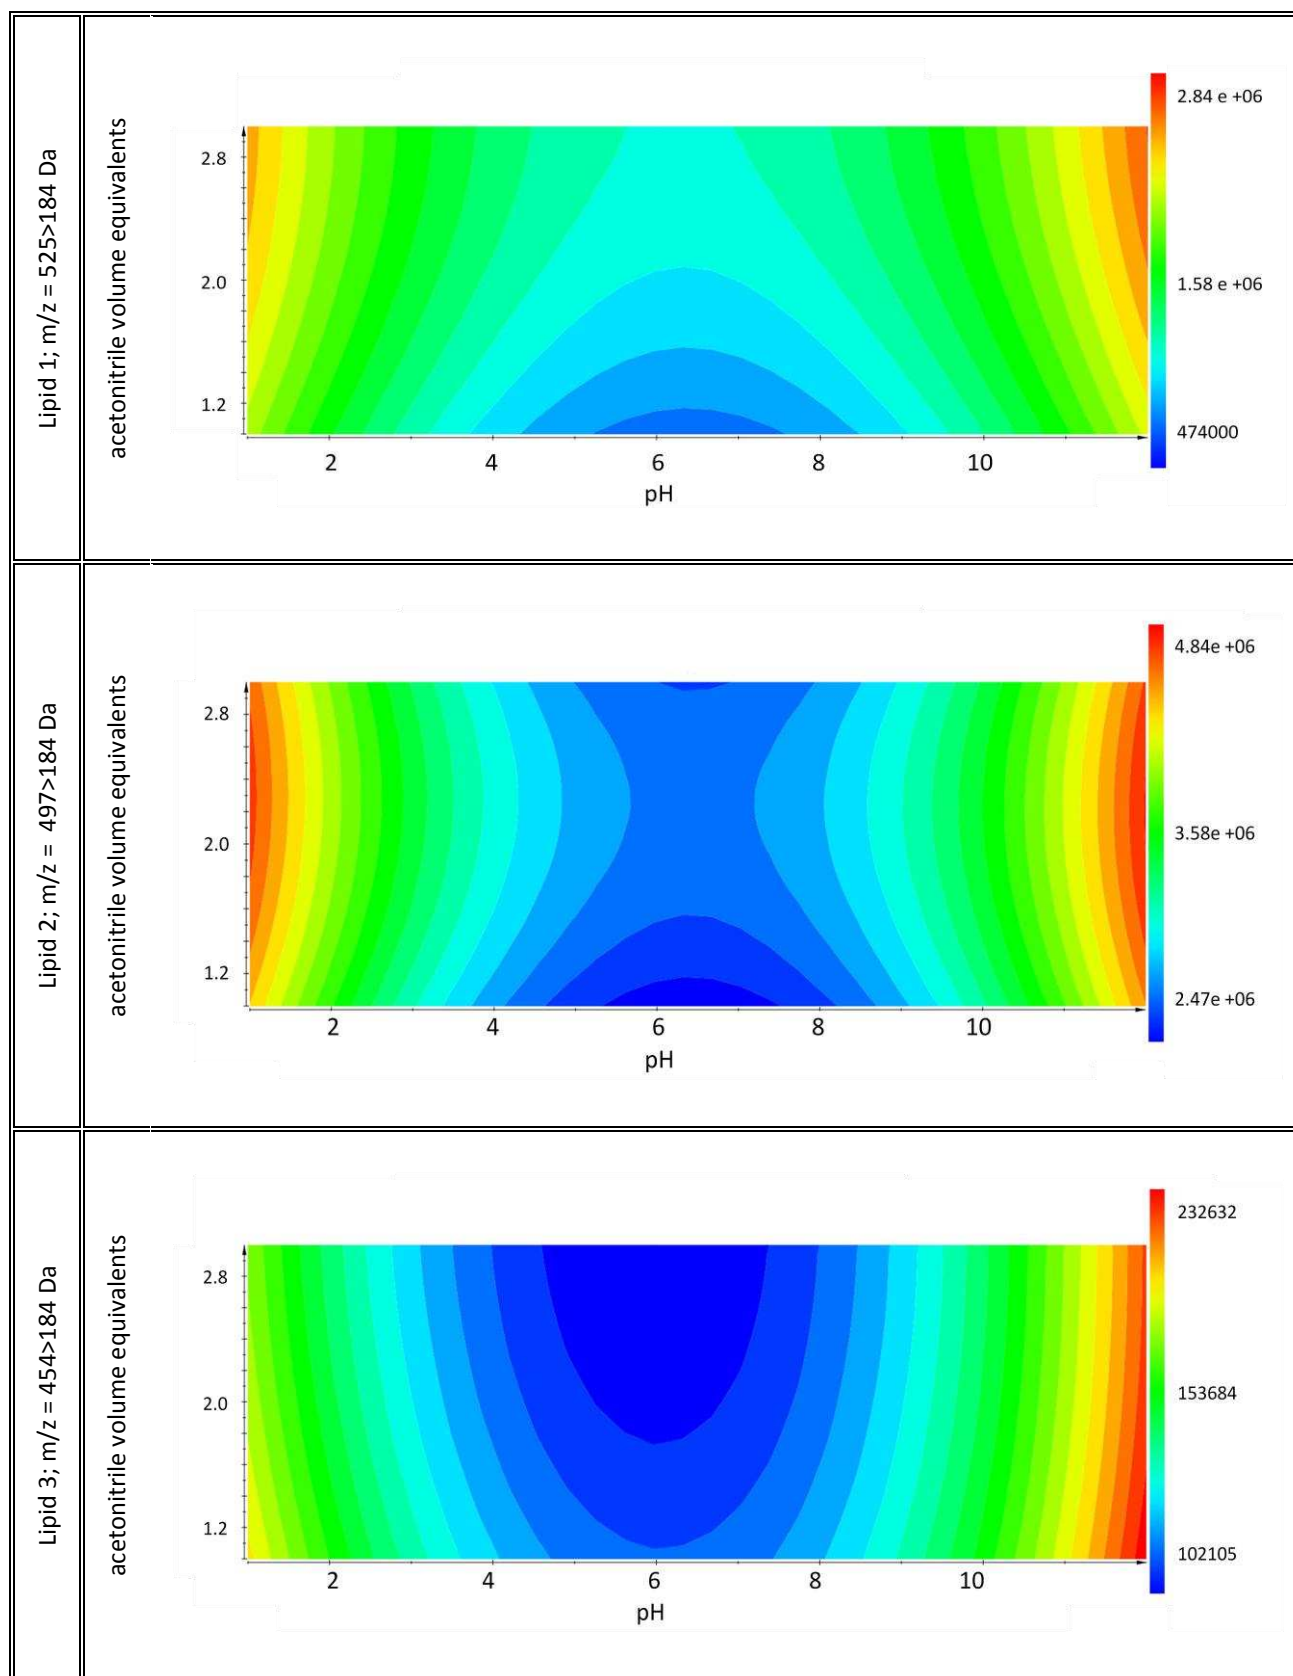 Lipid 1; m/z = 525>184 Da
acetonitrile volume equivalents
2.8
2.0
1.2
2 4 6 8 10
pH
2.84 e +06
1.58 e +06
474000
Lipid 2; m/z = 497>184 Da
acetonitrile volume equivalents
2.8
2.0
1.2
2 4 6 8 10
pH
4.84e +06
3.58e +06
2.47e +06
Lipid 3; m/z = 454>184 Da
acetonitrile volume equivalents
2.8
2.0
1.2
2 4 6 8 10
pH
232632
153684
102105